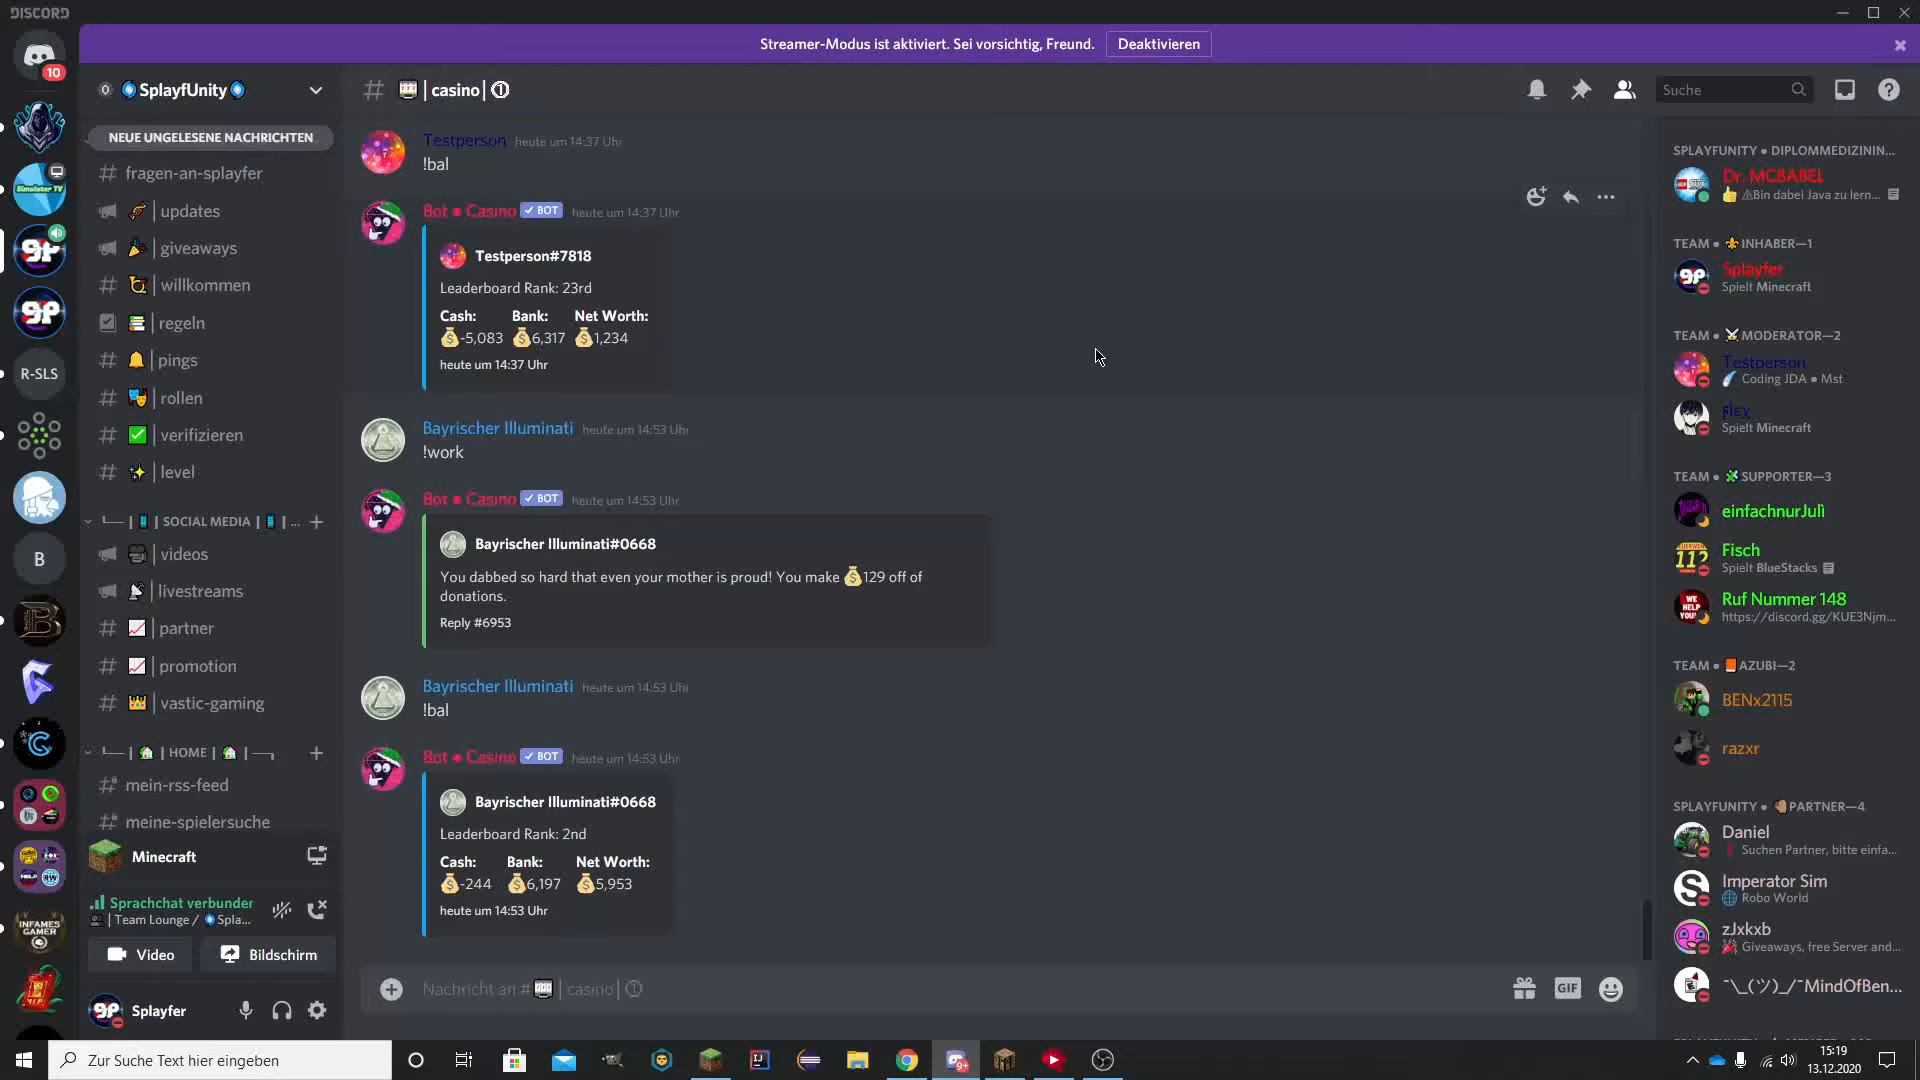 DISCORD
Streamer-Modus ist aktiviert. Sei vorsichtig, Freund.
Deaktivieren
10
SplayfUnity
| casino |
Suche
NEUE UNGELESENE NACHRICHTEN
fragen-an-splayfer
| updates
| giveaways
| willkommen
| regeln
| pings
| rollen
| verifizieren
| level
| SOCIAL MEDIA | | ...
| videos
| livestreams
| partner
| promotion
| vastic-gaming
| HOME |
mein-rss-feed
meine-spielersuche
Minecraft
Sprachchat verbunden
| Team Lounge / Spla...
Video
Bildschirm
Splayfer
Simulator TV
R-SLS
B
INFAMES
GAMER
Testperson heute um 14:37 Uhr
!bal
Bot • Casino BOT heute um 14:37 Uhr
Testperson#7818
Leaderboard Rank: 23rd
Cash: Bank: Net Worth:
-5,083 6,317 1,234
heute um 14:37 Uhr
Bayrischer Illuminati heute um 14:53 Uhr
!work
Bot • Casino BOT heute um 14:53 Uhr
Bayrischer Illuminati#0668
You dabbed so hard that even your mother is proud! You make 129 off of
donations.
Reply #6953
Bayrischer Illuminati heute um 14:53 Uhr
!bal
Bot • Casino BOT heute um 14:53 Uhr
Bayrischer Illuminati#0668
Leaderboard Rank: 2nd
Cash: Bank: Net Worth:
-244 6,197 5,953
heute um 14:53 Uhr
Nachricht an # | casino |
GIF
SPLAYFUNITY • DIPLOMMEDIZININ...
Dr. MCBABEL
Bin dabei Java zu lern...
TEAM • INHABER—1
Splayfer
Spielt Minecraft
TEAM • MODERATOR—2
Testperson
Coding JDA • Mst
Flex
Spielt Minecraft
TEAM • SUPPORTER—3
einfachnurJuli
Fisch
Spielt BlueStacks
Ruf Nummer 148
https://discord.gg/KUE3Njm...
TEAM • AZUBI—2
BENx2115
razxr
SPLAYFUNITY • PARTNER—4
Daniel
Suchen Partner, bitte einfa...
Imperator Sim
Robo World
zJxkxb
Giveaways, free Server and...
¯\_(ツ)_/¯MindOfBen...
Zur Suche Text hier eingeben
15:19
13.12.2020